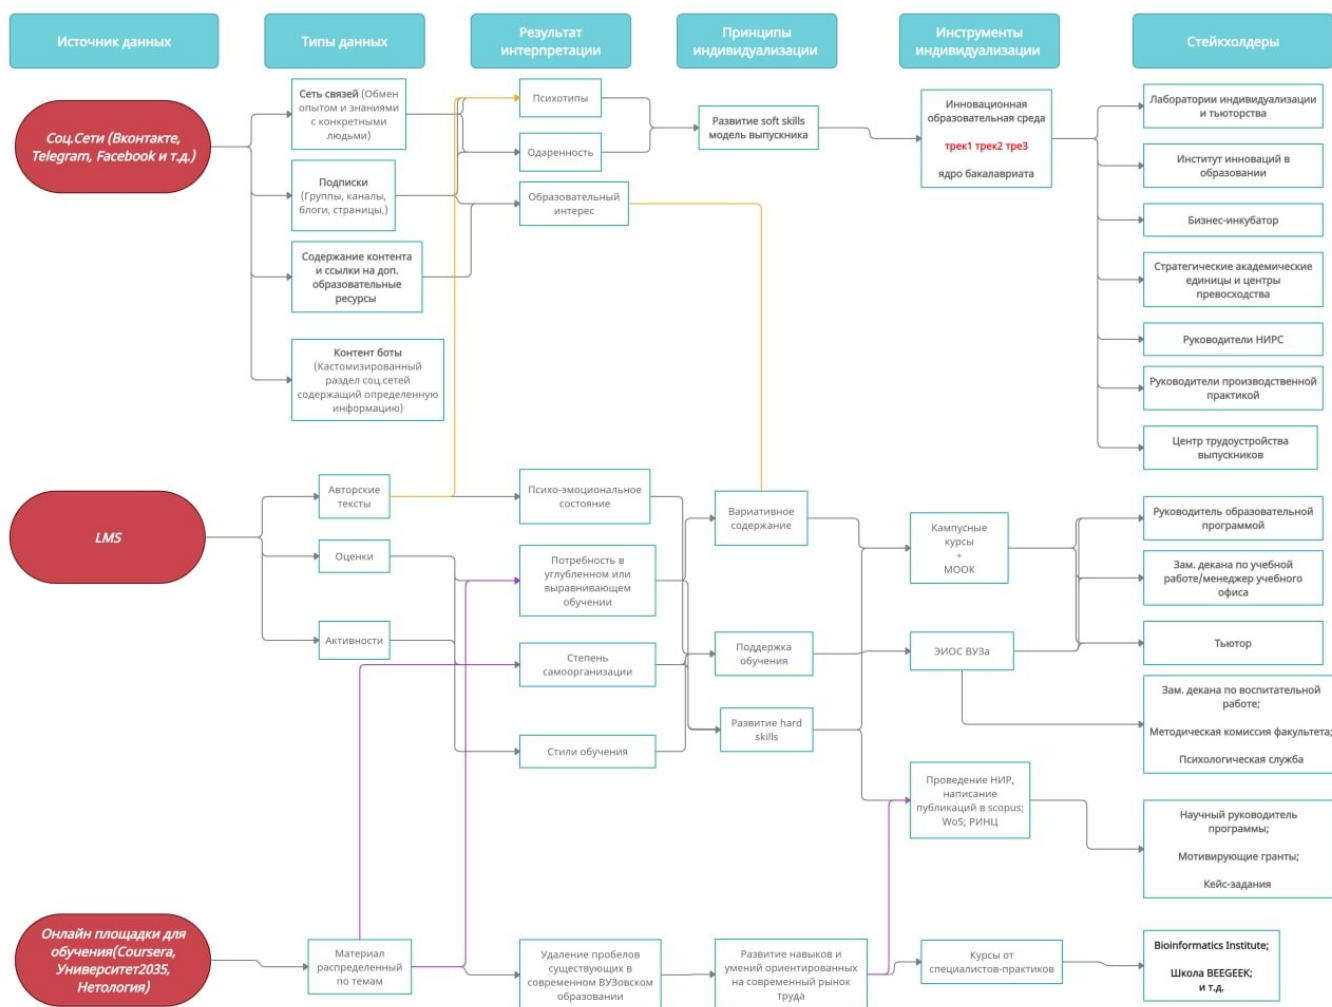 Источник данных
Типы данных
Результат
интерпретации
Принципы
индивидуализации
Инструменты
индивидуализации
Стейкхолдеры
Соц.Сети (Вконтакте,
Telegram, Facebook и т.д.)
Сеть связей (Обмен
опытом и знаниями
с конкретными
людьми)
Подписки
(Группы, каналы,
блоги, страницы,)
Содержание контента
и ссылки на доп.
образовательные
ресурсы
Контент боты
(Кастомизированный
раздел соц.сетей
содержащий определенную
информацию)
Психотипы
Одаренность
Образовательный
интерес
Развитие soft skills
модель выпускника
Инновационная
образовательная среда
трек1 трек2 тре3
ядро бакалавриата
Лаборатории индивидуализации
и тьюторства
Институт инноваций в
образовании
Бизнес-инкубатор
Стратегические академические
единицы и центры
превосходства
Руководители НИРС
Руководители производственной
практикой
Центр трудоустройства
выпускников
LMS
Авторские
тексты
Оценки
Активности
Психо-эмоциональное
состояние
Потребность в
углубленном или
выравнивающем
обучении
Степень
самоорганизации
Стили обучения
Вариативное
содержание
Поддержка
обучения
Развитие hard
skills
Кампусные
курсы
+
МООК
ЭИОС ВУЗа
Проведение НИР,
написание
публикаций в scopus;
WoS; РИНЦ
Руководитель образовательной
программой
Зам. декана по учебной
работе/менеджер учебного
офиса
Тьютор
Зам. декана по воспитательной
работе;
Методическая комиссия факультета;
Психологическая служба
Научный руководитель
программы;
Мотивирующие гранты;
Кейс-задания
Онлайн площадки для
обучения(Coursera,
Университет2035,
Нетология)
Материал
распределенный
по темам
Удаление пробелов
существующих в
современном ВУЗовском
образовании
Развитие навыков и
умений ориентированных
на современный рынок
труда
Курсы от
специалистов-практиков
Bioinformatics Institute;
Школа BEEGEEK;
и т.д.